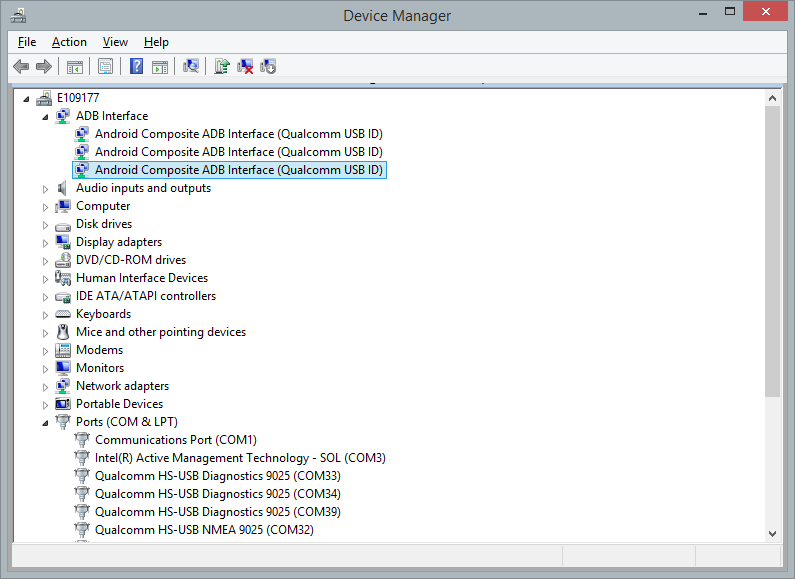 Device Manager
File Action View Help
E109177
ADB Interface
Android Composite ADB Interface (Qualcomm USB ID)
Android Composite ADB Interface (Qualcomm USB ID)
Android Composite ADB Interface (Qualcomm USB ID)
Audio inputs and outputs
Computer
Disk drives
Display adapters
DVD/CD-ROM drives
Human Interface Devices
IDE ATA/ATAPI controllers
Keyboards
Mice and other pointing devices
Modems
Monitors
Network adapters
Portable Devices
Ports (COM & LPT)
Communications Port (COM1)
Intel(R) Active Management Technology - SOL (COM3)
Qualcomm HS-USB Diagnostics 9025 (COM33)
Qualcomm HS-USB Diagnostics 9025 (COM34)
Qualcomm HS-USB Diagnostics 9025 (COM39)
Qualcomm HS-USB NMEA 9025 (COM32)